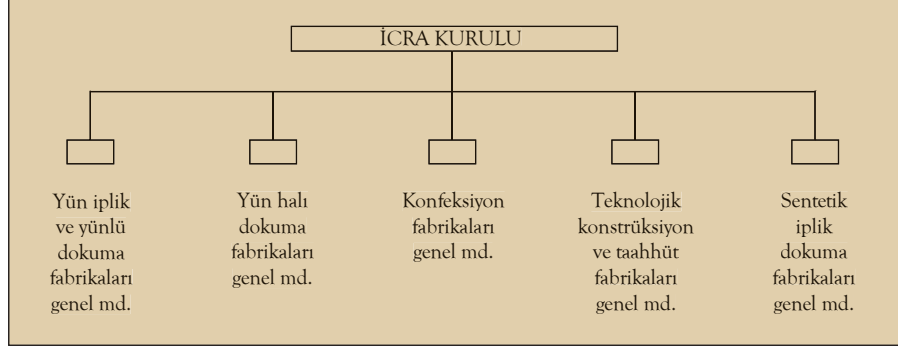 İCRA KURULU
Yün iplik
ve yünlü
dokuma
fabrikaları
genel md.
Yün halı
dokuma
fabrikaları
genel md.
Konfeksiyon
fabrikaları
genel md.
Teknolojik
konstrüksiyon
ve taahhüt
fabrikaları
genel md.
Sentetik
iplik
dokuma
fabrikaları
genel md.